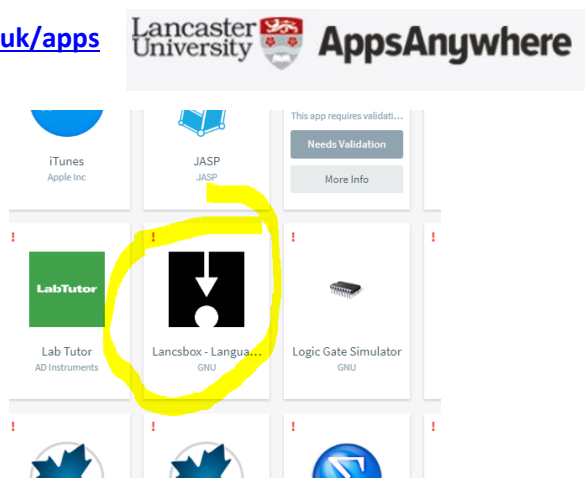 uk/apps
Lancaster
University
AppsAnywhere
This app requires validati...
Needs Validation
More Info
iTunes
Apple Inc
JASP
JASP
!
!
!
!
LabTutor
Lab Tutor
AD Instruments
Lancsbox - Langua...
GNU
Logic Gate Simulator
GNU
!
!
!
!
Σ